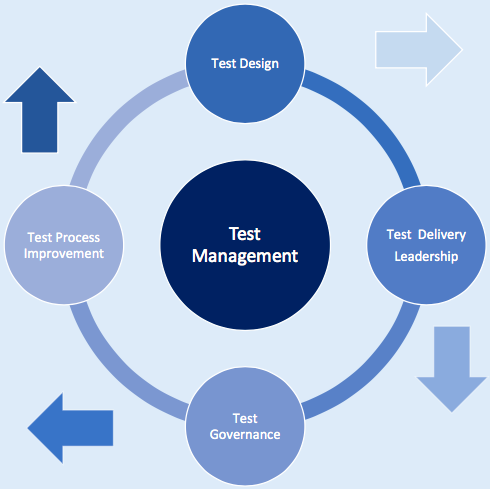 Test Design
Test Process
Improvement
Test
Management
Test Delivery
Leadership
Test
Governance